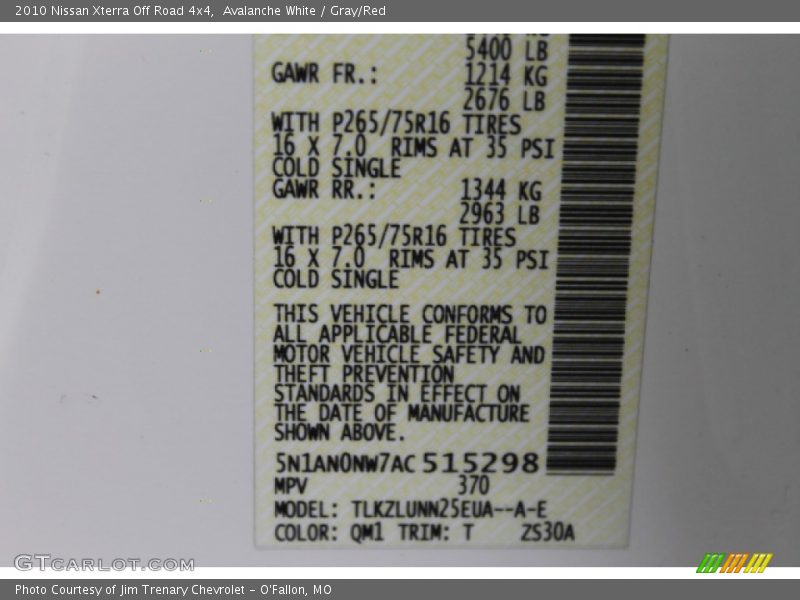 2010 Nissan Xterra Off Road 4x4,  Avalanche White / Gray/Red
5400 LB
GAWR FR.: 1214 KG
2676 LB
WITH P265/75R16 TIRES
16 X 7.0 RIMS AT 35 PSI
COLD SINGLE
GAWR RR.: 1344 KG
2963 LB
WITH P265/75R16 TIRES
16 X 7.0 RIMS AT 35 PSI
COLD SINGLE
THIS VEHICLE CONFORMS TO
ALL APPLICABLE FEDERAL
MOTOR VEHICLE SAFETY AND
THEFT PREVENTION
STANDARDS IN EFFECT ON
THE DATE OF MANUFACTURE
SHOWN ABOVE.
5N1AN0NW7AC515298
MPV 370
MODEL: TLKZLUNN25EUA--A-E
COLOR: QM1 TRIM: T ZS30A
GTCarLot.com
Photo Courtesy of Jim Trenary Chevrolet - O'Fallon, MO